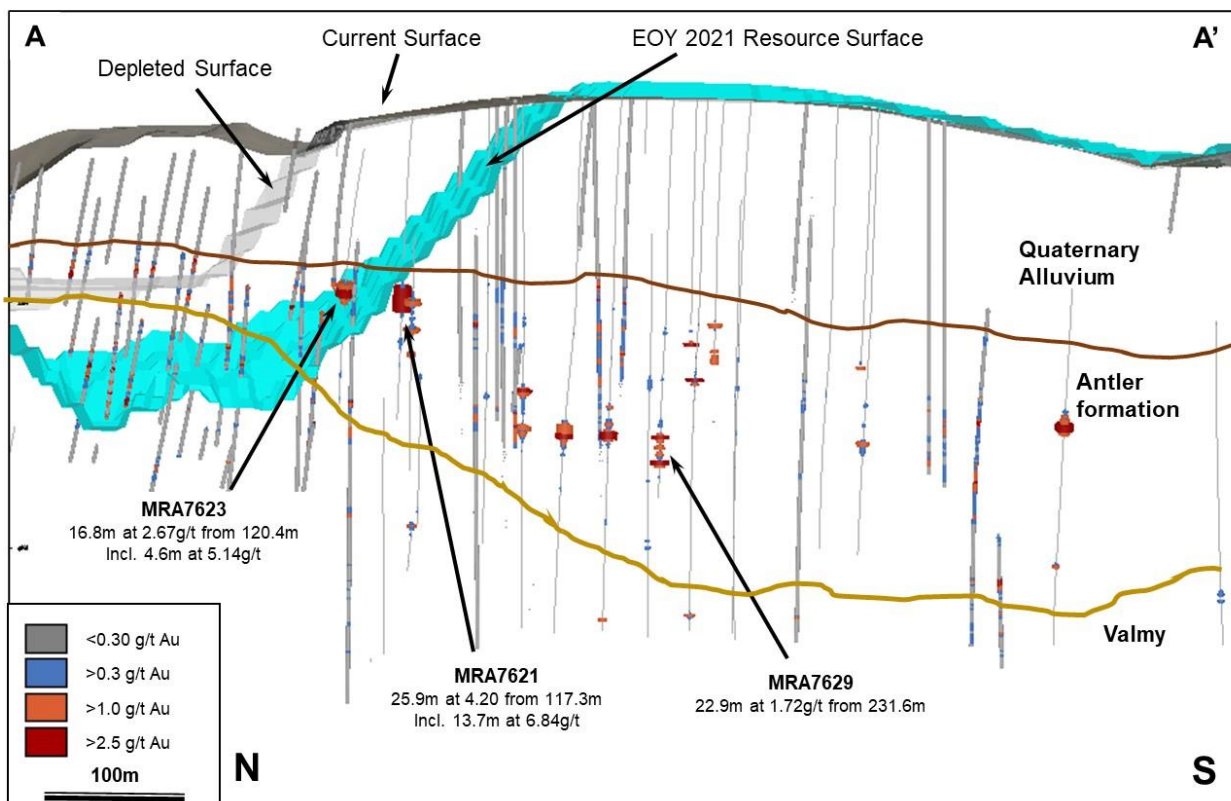 A
Current Surface
EOY 2021 Resource Surface
A'
Depleted Surface
Quaternary
Alluvium
Antler
formation
MRA7623
16.8m at 2.67g/t from 120.4m
Incl. 4.6m at 5.14g/t
Valmy
MRA7621
25.9m at 4.20 from 117.3m
Incl. 13.7m at 6.84g/t
MRA7629
22.9m at 1.72g/t from 231.6m
<0.30 g/t Au
>0.3 g/t Au
>1.0 g/t Au
>2.5 g/t Au
100m
N
S